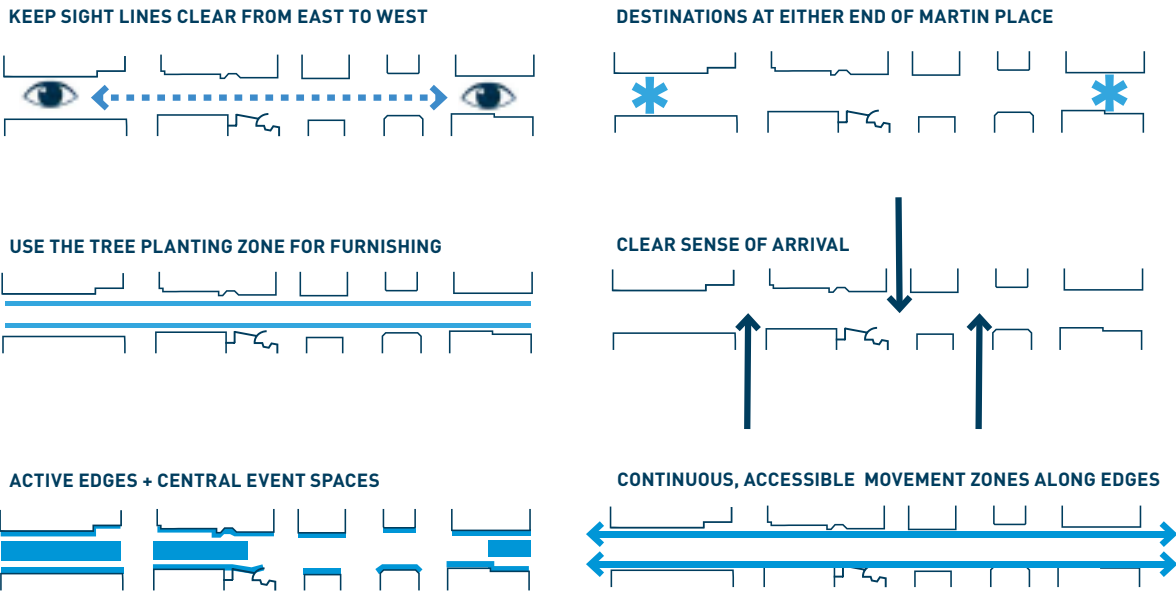 KEEP SIGHT LINES CLEAR FROM EAST TO WEST
DESTINATIONS AT EITHER END OF MARTIN PLACE
USE THE TREE PLANTING ZONE FOR FURNISHING
CLEAR SENSE OF ARRIVAL
ACTIVE EDGES + CENTRAL EVENT SPACES
CONTINUOUS, ACCESSIBLE MOVEMENT ZONES ALONG EDGES